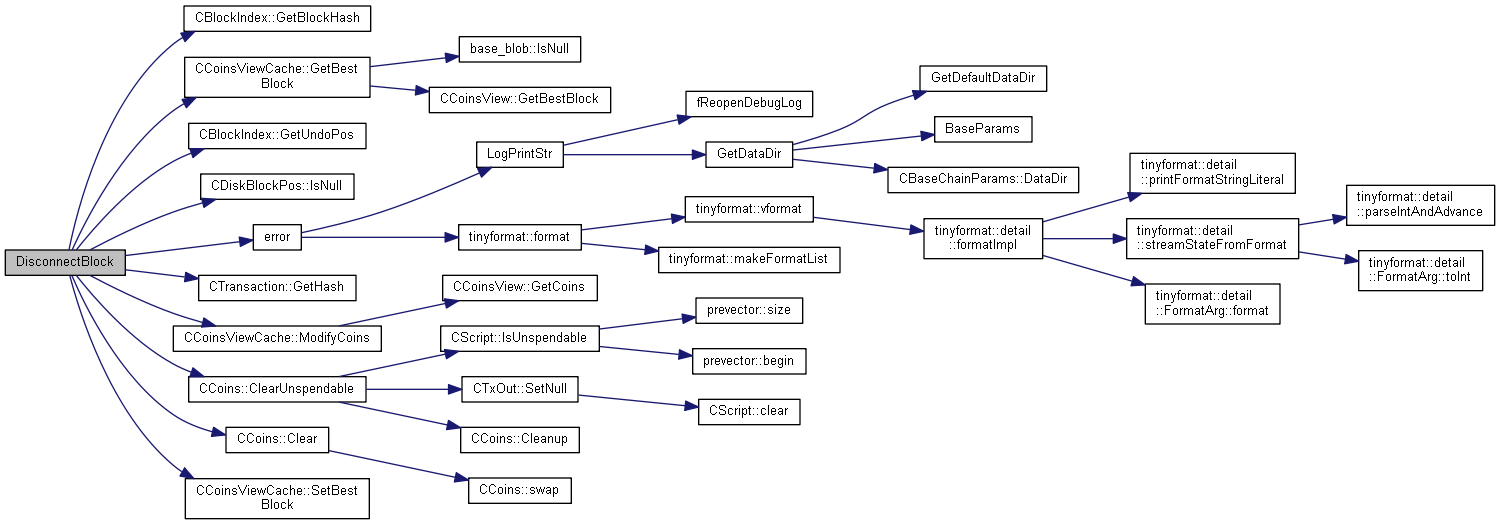 CBlockIndex::GetBlockHash
base_blob::IsNull
CCoinsViewCache::GetBest
Block
CCoinsView::GetBestBlock
GetDefaultDataDir
fReopenDebugLog
BaseParams
CBlockIndex::GetUndoPos
LogPrintStr
GetDataDir
CBaseChainParams::DataDir
tinyformat::detail
::printFormatStringLiteral
CDiskBlockPos::IsNull
tinyformat::detail
::parseIntAndAdvance
error
tinyformat::format
tinyformat::vformat
tinyformat::makeFormatList
tinyformat::detail
::formatImpl
tinyformat::detail
::streamStateFromFormat
tinyformat::detail
::FormatArg::toInt
DisconnectBlock
CTransaction::GetHash
CCoinsView::GetCoins
tinyformat::detail
::FormatArg::format
CCoinsViewCache::ModifyCoins
CScript::IsUnspendable
prevector::size
prevector::begin
CCoins::ClearUnspendable
CTxOut::SetNull
CScript::clear
CCoins::Cleanup
CCoins::Clear
CCoins::swap
CCoinsViewCache::SetBest
Block